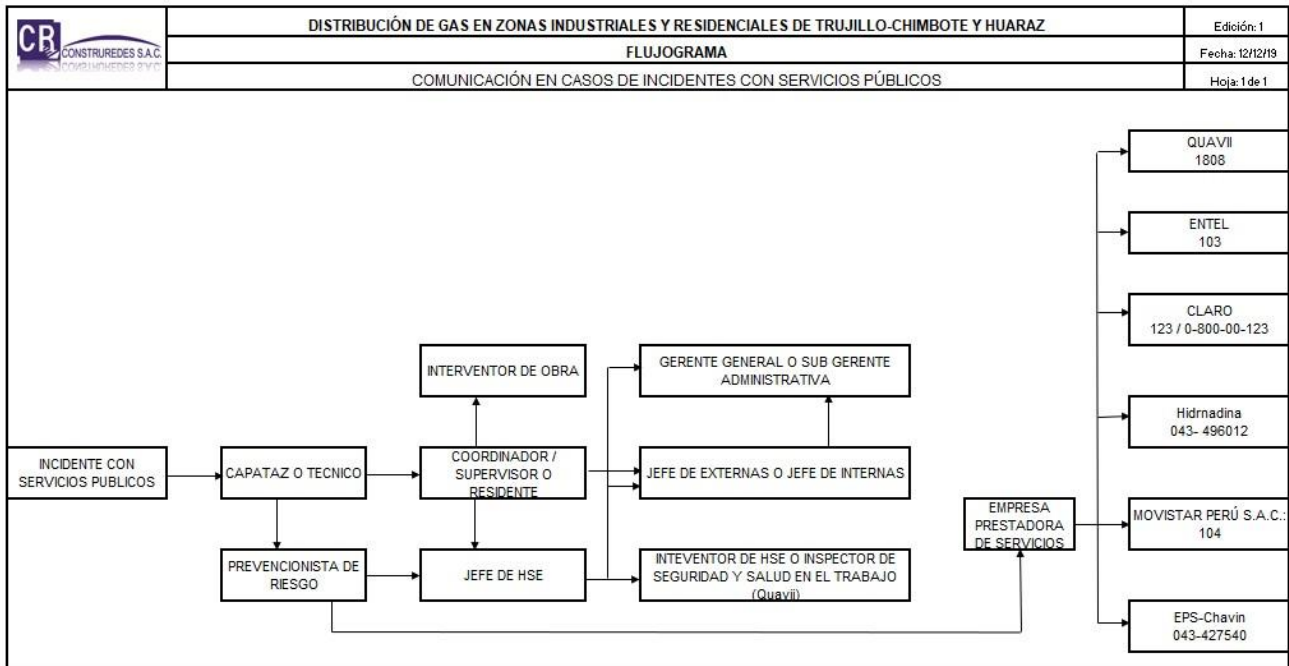 CR
CONSTRUREDES S.A.C.
DISTRIBUCIÓN DE GAS EN ZONAS INDUSTRIALES Y RESIDENCIALES DE TRUJILLO-CHIMBOTE Y HUARAZ
Edición: 1
FLUJOGRAMA
Fecha: 12/12/19
COMUNICACIÓN EN CASOS DE INCIDENTES CON SERVICIOS PÚBLICOS
Hoja: 1 de 1
QUAVII
1808
ENTEL
103
CLARO
123 / 0-800-00-123
INTERVENTOR DE OBRA
GERENTE GENERAL O SUB GERENTE
ADMINISTRATIVA
Hidrnadina
043- 496012
INCIDENTE CON
SERVICIOS PUBLICOS
CAPATAZ O TECNICO
COORDINADOR /
SUPERVISOR O
RESIDENTE
JEFE DE EXTERNAS O JEFE DE INTERNAS
EMPRESA
PRESTADORA
DE SERVICIOS
MOVISTAR PERÚ S.A.C.:
104
PREVENCIONISTA DE
RIESGO
JEFE DE HSE
INTEVENTOR DE HSE O INSPECTOR DE
SEGURIDAD Y SALUD EN EL TRABAJO
(Quavii)
EPS-Chavin
043-427540